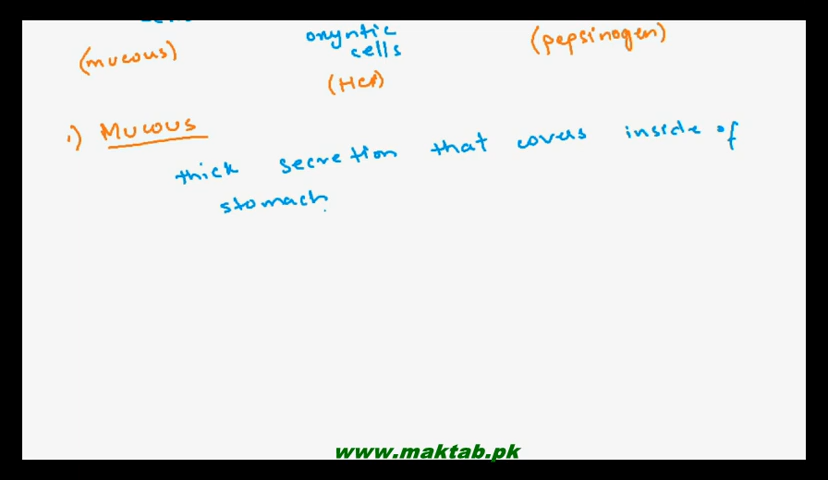 oxyntic
cells
(mucous)
(HCl)
(pepsinogen)
1) Mucous
thick secretion that covers inside of
stomach.
www.maktab.pk